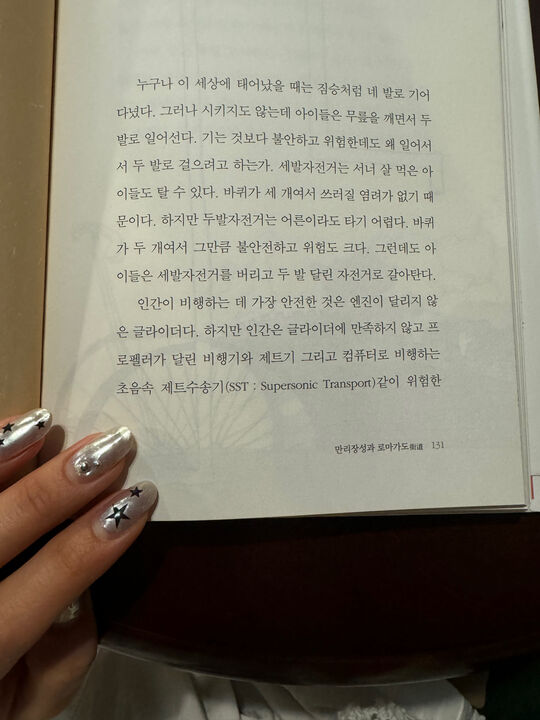 누구나 이 세상에 태어났을 때는 짐승처럼 네 발로 기어
다녔다. 그러나 시키지도 않는데 아이들은 무릎을 깨면서 두
발로 일어선다. 기는 것보다 불안하고 위험한데도 왜 일어서
서 두 발로 걸으려고 하는가. 세발자전거는 서너 살 먹은 아
이들도 탈 수 있다. 바퀴가 세 개여서 쓰러질 염려가 없기 때
문이다. 하지만 두발자전거는 어른이라도 타기 어렵다. 바퀴
가 두 개여서 그만큼 불안전하고 위험도 크다. 그런데도 아
이들은 세발자전거를 버리고 두 발 달린 자전거로 갈아탄다.
인간이 비행하는 데 가장 안전한 것은 엔진이 달리지 않
은 글라이더다. 하지만 인간은 글라이더에 만족하지 않고 프
로펠러가 달린 비행기와 제트기 그리고 컴퓨터로 비행하는
초음속 제트수송기(SST : Supersonic Transport)같이 위험한
만리장성과 로마가도街道 131